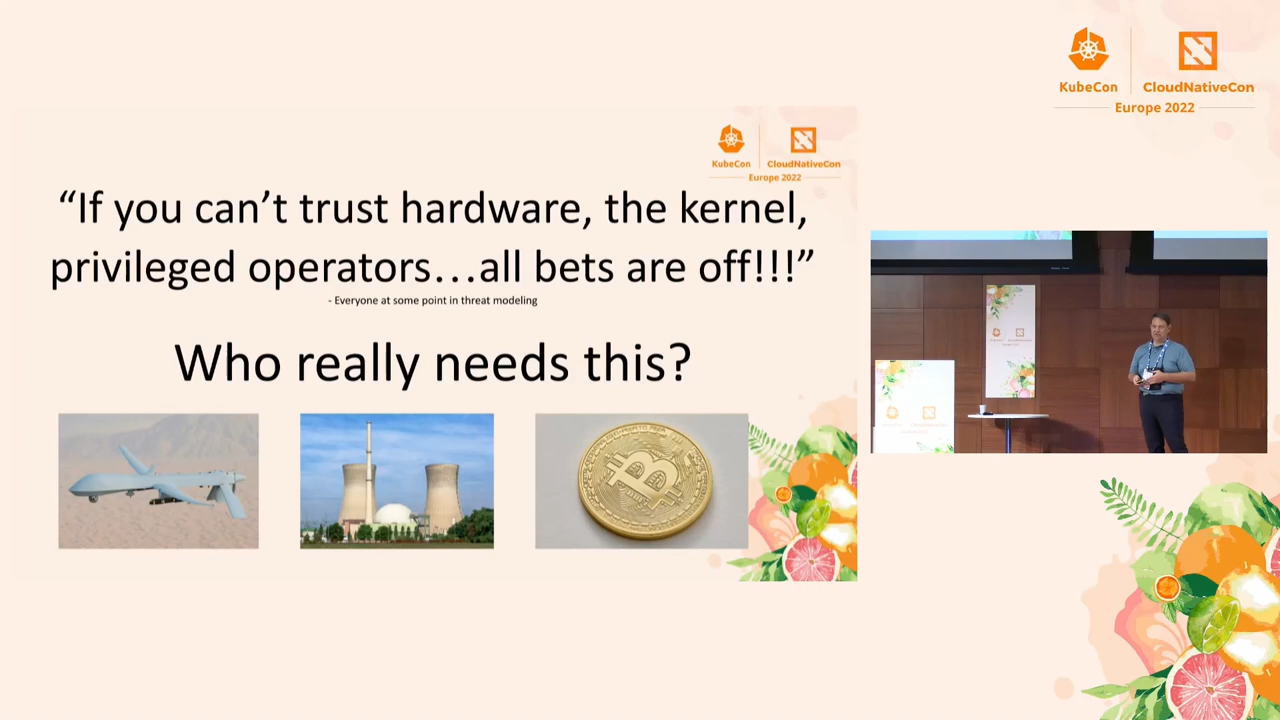 KubeCon
CloudNativeCon
Europe 2022
KubeCon
CloudNativeCon
Europe 2022
“If you can’t trust hardware, the kernel,
privileged operators…all bets are off!!!”
- Everyone at some point in threat modeling
Who really needs this?